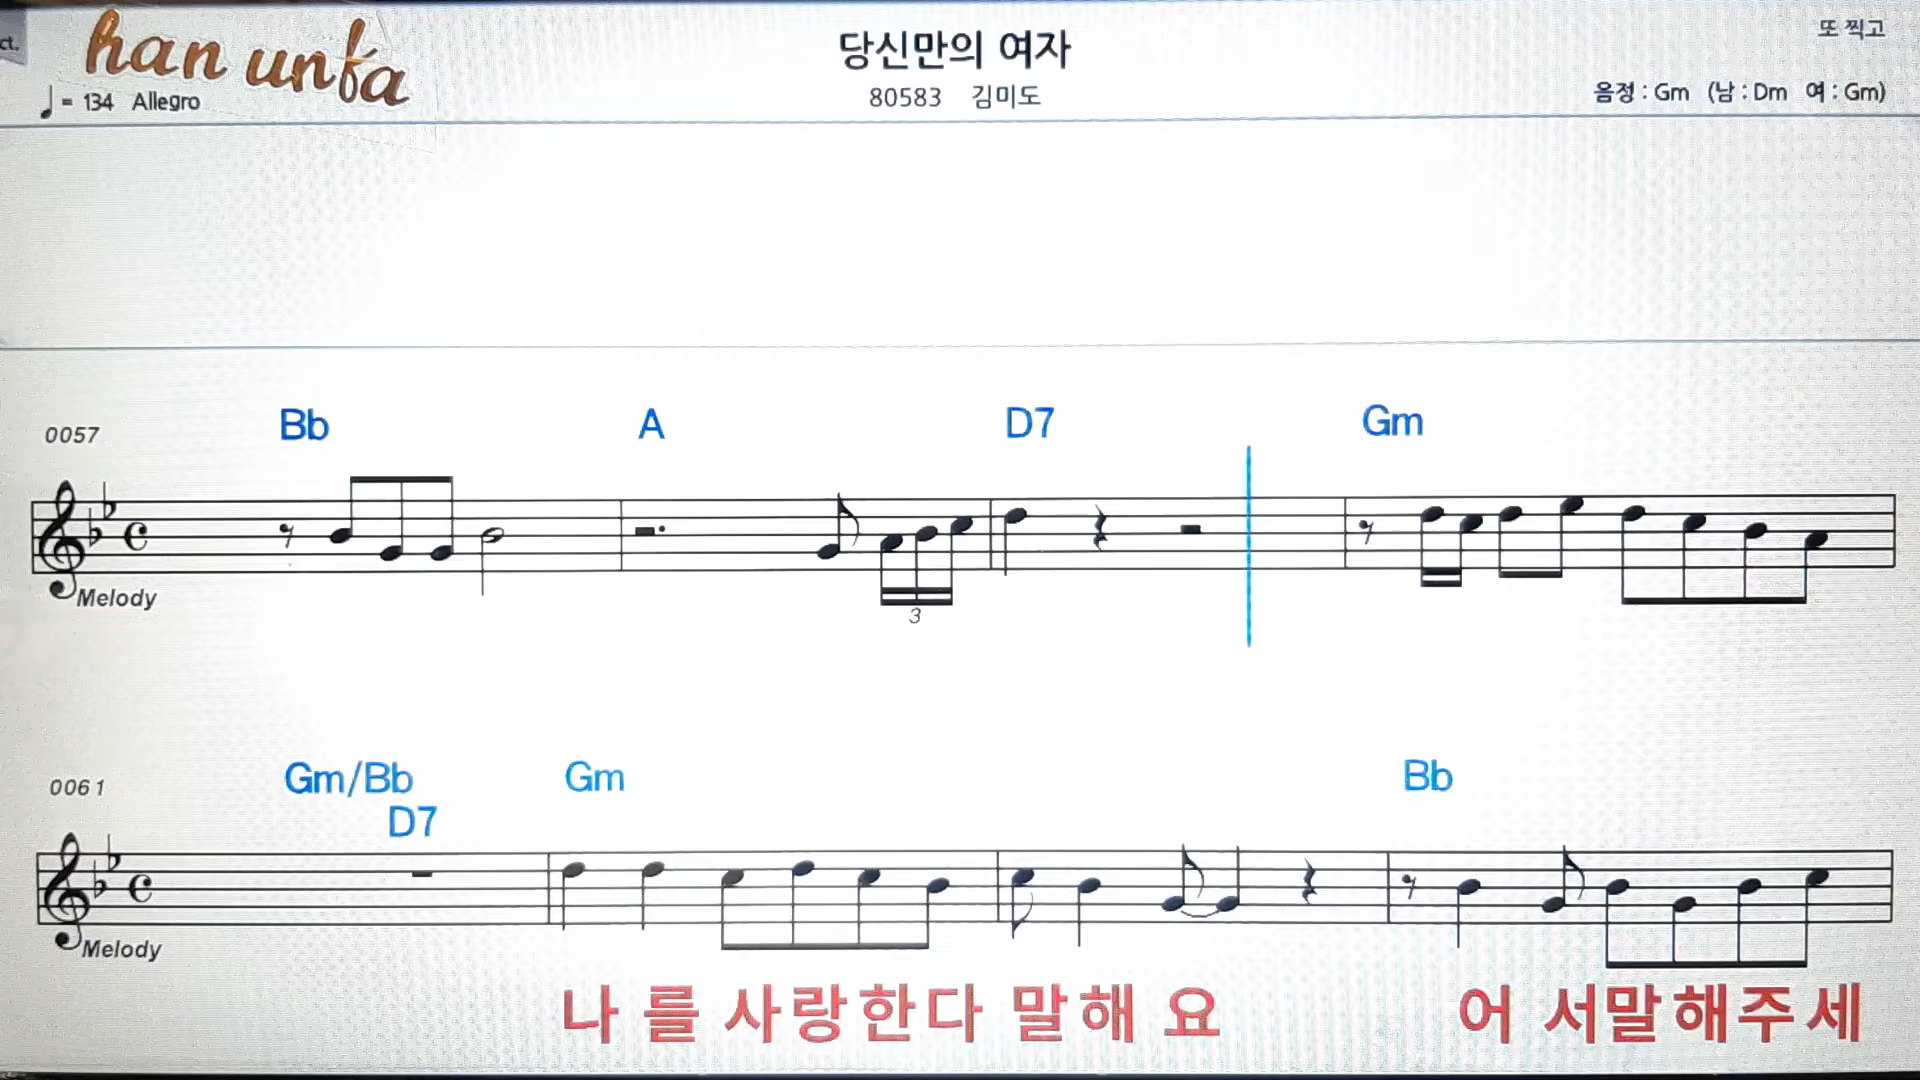 ct.
han unfa
당신만의 여자
또 찍고
♩ = 134 Allegro
80583 김미도
음정 : Gm (남 : Dm 여 : Gm)
0057 Bb A D7 Gm
Melody
3
0061 Gm/Bb Gm Bb
D7
Melody
나 를 사랑한다 말해 요 어 서말해주세